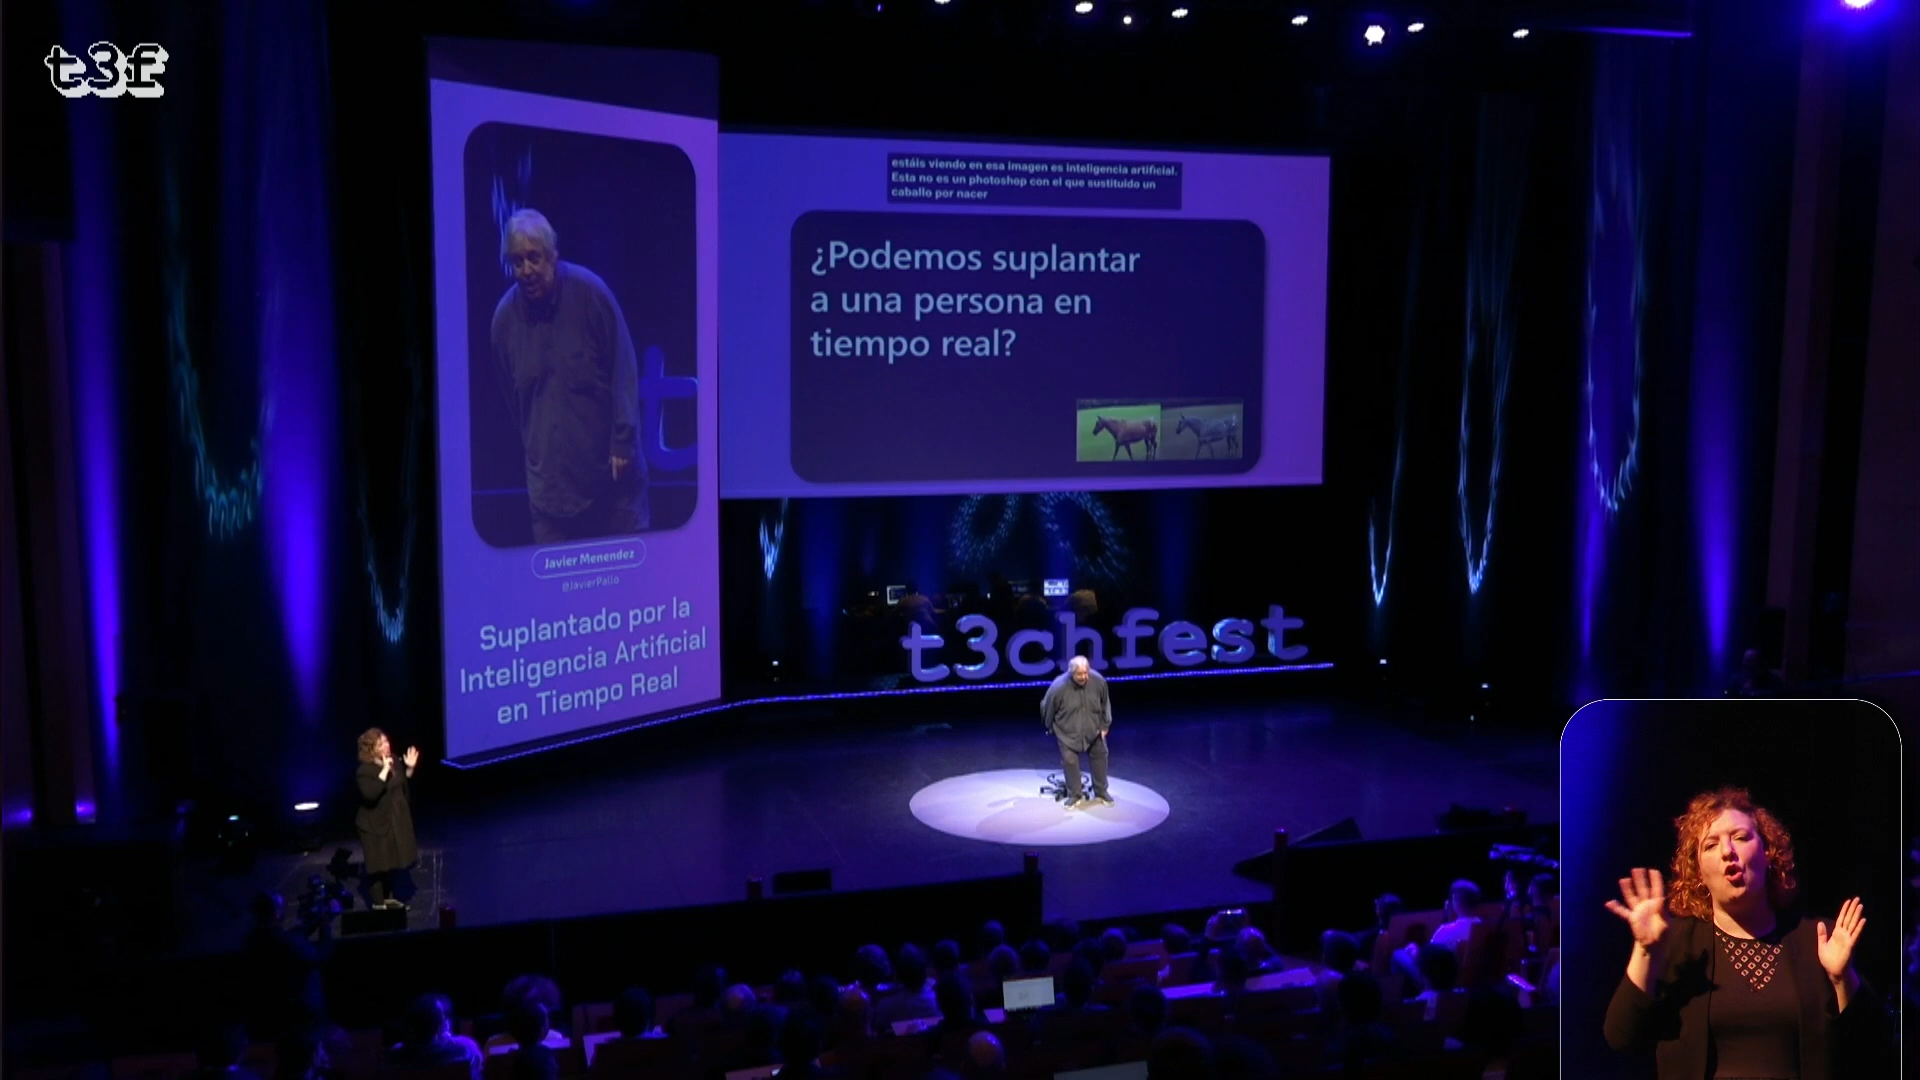 t3f
estáis viendo en esa imagen es inteligencia artificial.
Esta no es un photoshop con el que sustituido un
caballo por nacer
¿Podemos suplantar
a una persona en
tiempo real?
t
Javier Menendez
@JavierPallo
Suplantado por la
Inteligencia Artificial
en Tiempo Real
t3chfest